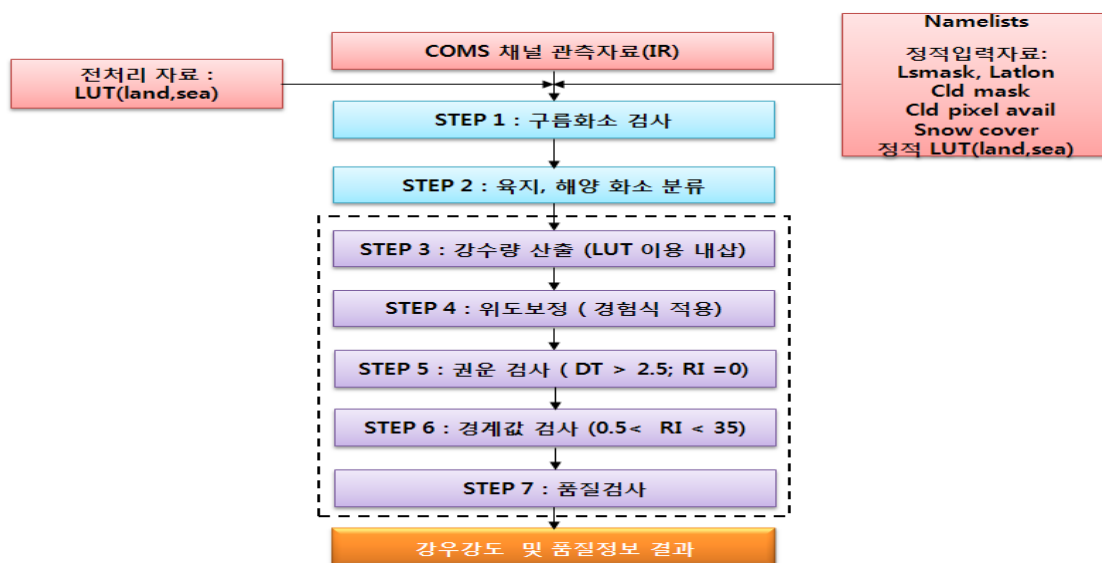 COMS 채널 관측자료(IR)
전처리 자료 :
LUT(land,sea)
Namelists
정적입력자료:
Lsmask, Latlon
Cld mask
Cld pixel avail
Snow cover
정적 LUT(land,sea)
STEP 1 : 구름화소 검사
STEP 2 : 육지, 해양 화소 분류
STEP 3 : 강수량 산출 (LUT 이용 내삽)
STEP 4 : 위도보정 ( 경험식 적용)
STEP 5 : 권운 검사 ( DT > 2.5; RI =0)
STEP 6 : 경계값 검사 (0.5< RI < 35)
STEP 7 : 품질검사
강우강도 및 품질정보 결과